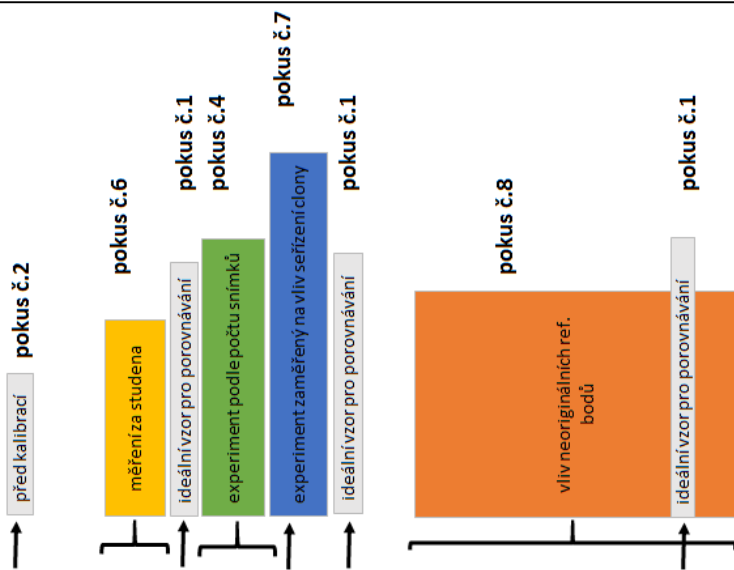 pokus č.2
před kalibrací
pokus č.6
měření za studena
pokus č.1
ideální vzor pro porovnávání
pokus č.4
experiment podle počtu snímků
pokus č.7
experiment zaměřený na vliv seřízení clony
pokus č.1
ideální vzor pro porovnávání
pokus č.8
vliv neoriginálních ref.
bodů
pokus č.1
ideální vzor pro porovnávání